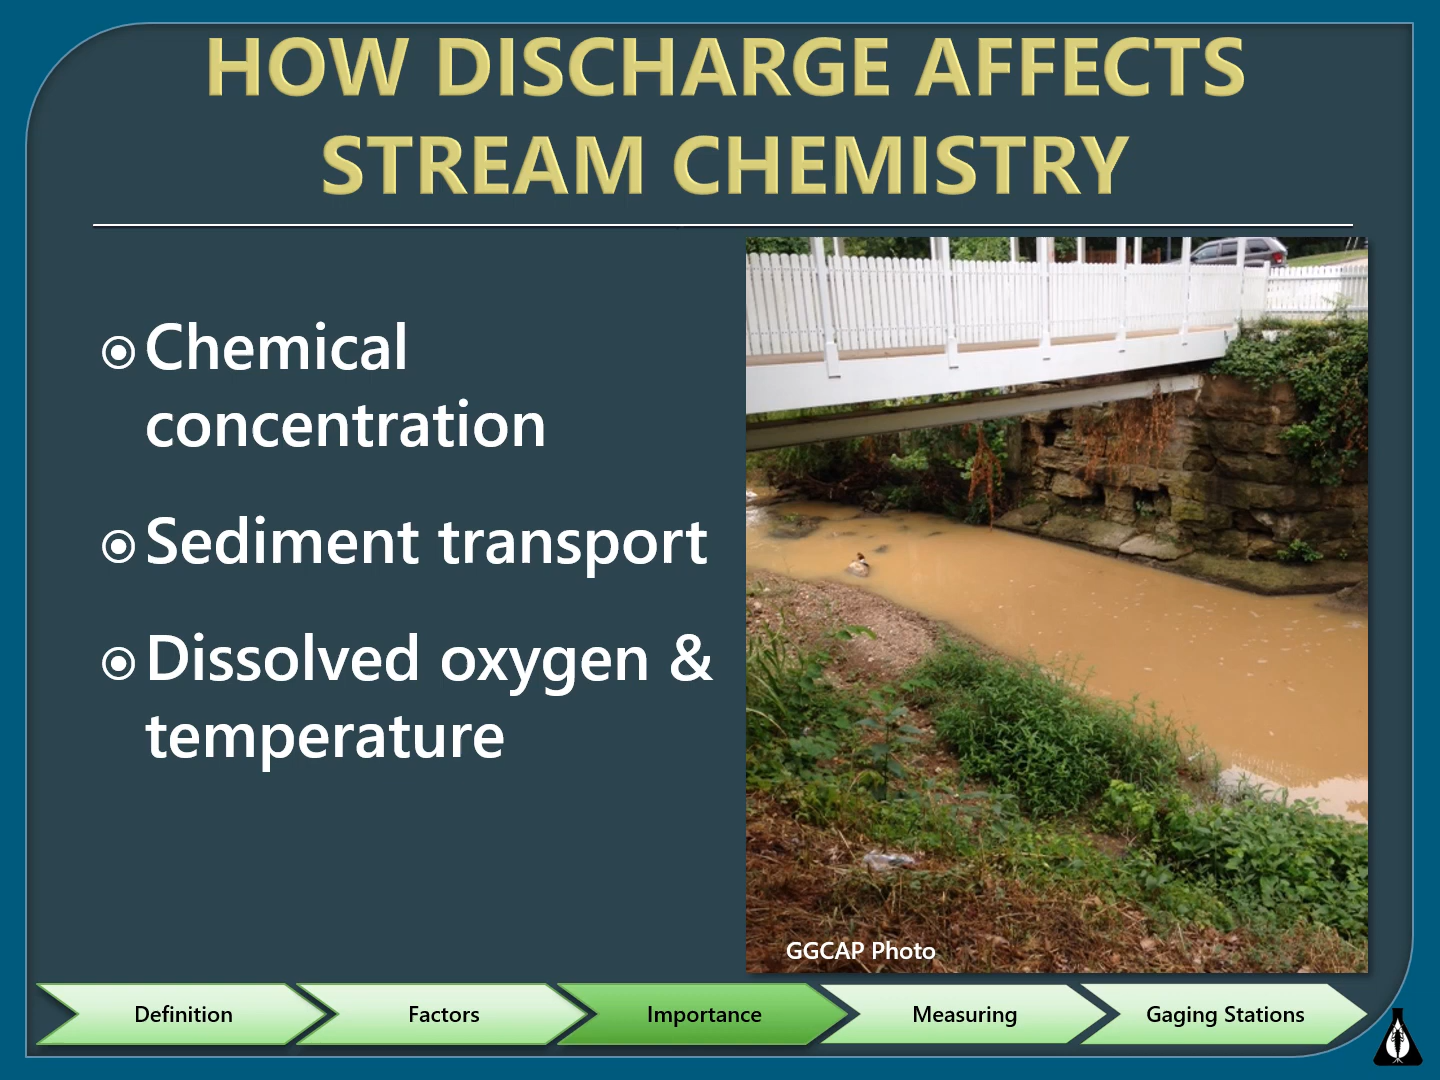 HOW DISCHARGE AFFECTS
STREAM CHEMISTRY
Chemical
concentration
Sediment transport
Dissolved oxygen &
temperature
GGCAP Photo
Definition
Factors
Importance
Measuring
Gaging Stations